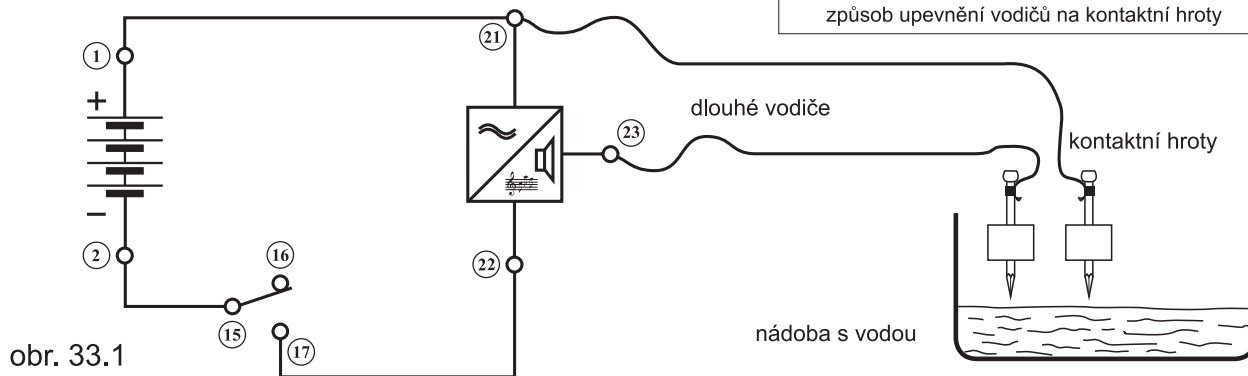 způsob upevnění vodičů na kontaktní hroty
21
1
+
dlouhé vodiče
23
kontaktní hroty
−
2
16
22
15
17
nádoba s vodou
obr. 33.1